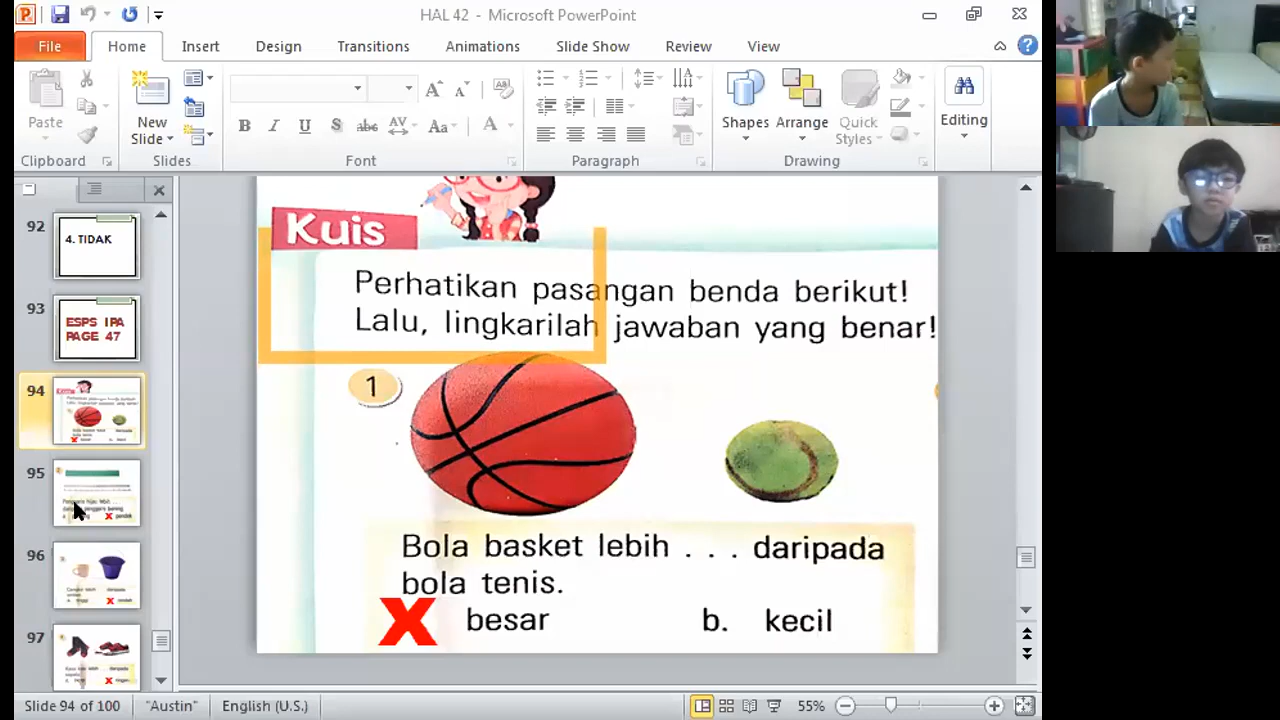 HAL 42 - Microsoft PowerPoint
File Home Insert Design Transitions Animations Slide Show Review View
Paste
New
Slide
Shapes Arrange Quick
Styles
Editing
Clipboard Slides Font Paragraph Drawing
92
4. TIDAK
93
ESPS IPA
PAGE 47
94
95
96
97
Kuis
Perhatikan pasangan benda berikut!
Lalu, lingkarilah jawaban yang benar!
1
Bola basket lebih . . . daripada
bola tenis.
X besar b. kecil
Slide 94 of 100 "Austin" English (U.S.) 55%